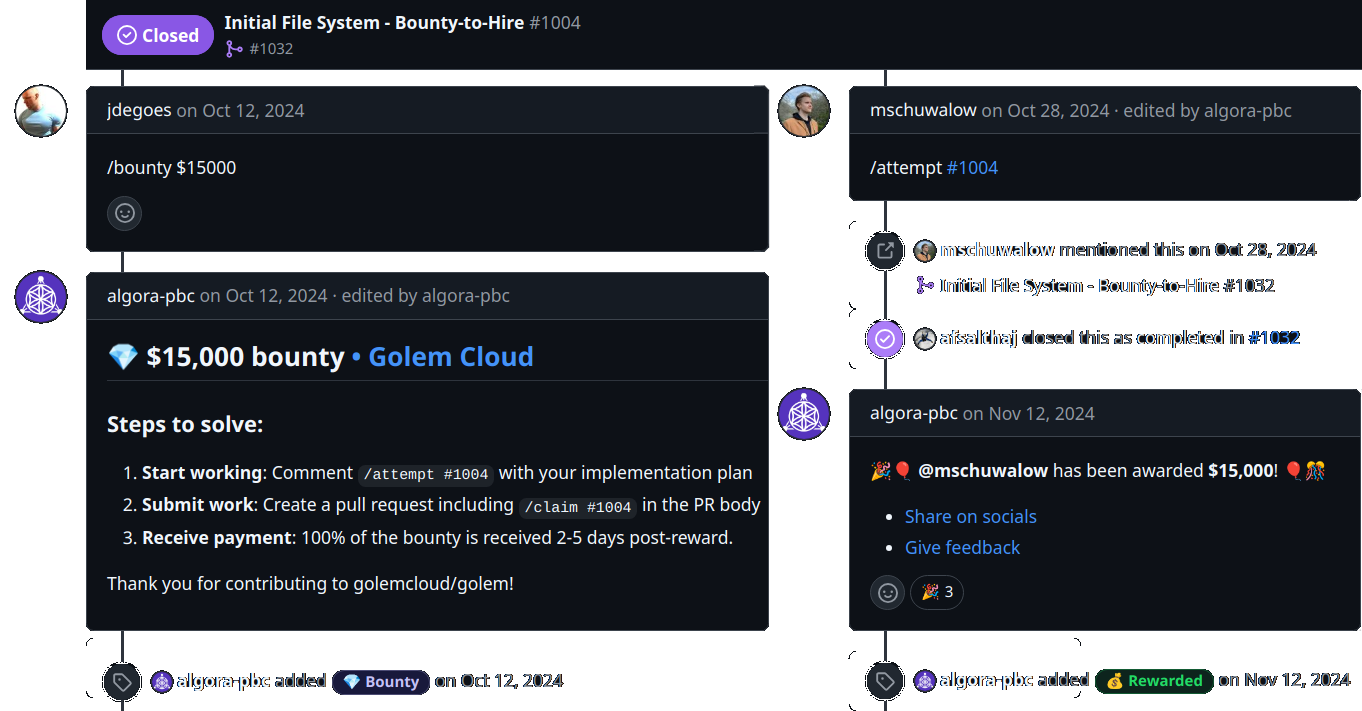 Closed
Initial File System - Bounty-to-Hire #1004
#1032
jdegoes on Oct 12, 2024
/bounty $15000
algora-pbc on Oct 12, 2024 · edited by algora-pbc
💎 $15,000 bounty • Golem Cloud
Steps to solve:
1. Start working: Comment /attempt #1004 with your implementation plan
2. Submit work: Create a pull request including /claim #1004 in the PR body
3. Receive payment: 100% of the bounty is received 2-5 days post-reward.
Thank you for contributing to golemcloud/golem!
algora-pbc added 💎 Bounty on Oct 12, 2024
mschuwalow on Oct 28, 2024 · edited by algora-pbc
/attempt #1004
mschuwalow mentioned this on Oct 28, 2024
Initial File System - Bounty-to-Hire #1032
afsalthaj closed this as completed in #1032
algora-pbc on Nov 12, 2024
🎉🎈 @mschuwalow has been awarded $15,000! 🎈🎊
• Share on socials
• Give feedback
🎉 3
algora-pbc added 💰 Rewarded on Nov 12, 2024